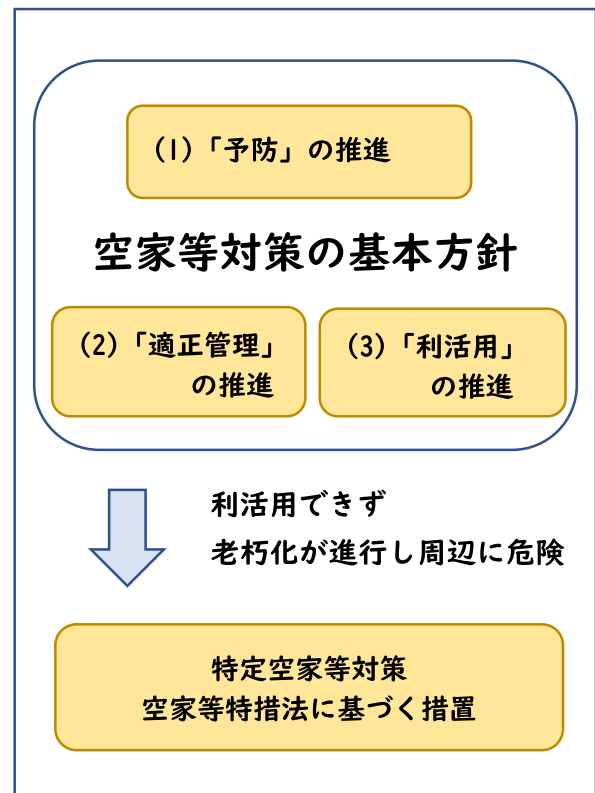 (1)「予防」の推進
空家等対策の基本方針
(2)「適正管理」
の推進
(3)「利活用」
の推進
利活用できず
老朽化が進行し周辺に危険
特定空家等対策
空家等特措法に基づく措置